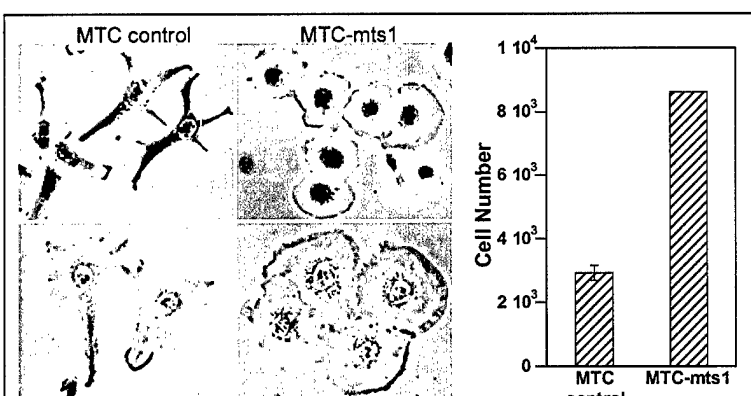 MTC control
MTC-mts1
Cell Number
1 10⁴
8 10³
6 10³
4 10³
2 10³
0
MTC
control
MTC-mts1